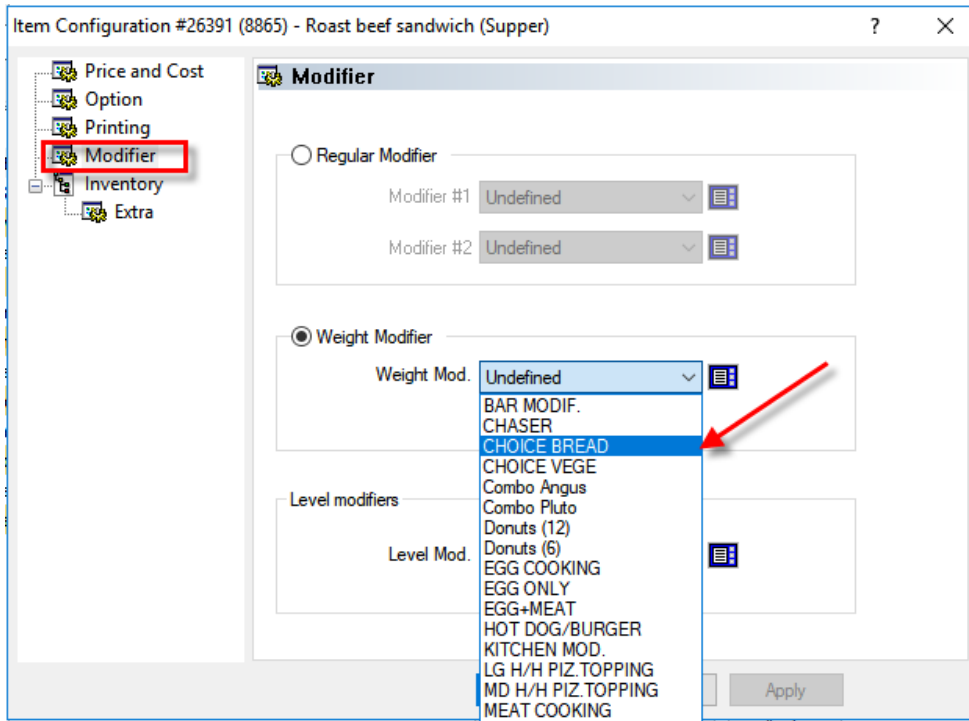 Item Configuration #26391 (8865) - Roast beef sandwich (Supper) ?
Price and Cost
Option
Printing
Modifier
Inventory
Extra
Modifier
Regular Modifier
Modifier #1 Undefined
Modifier #2 Undefined
Weight Modifier
Weight Mod. Undefined
BAR MODIF.
CHASER
CHOICE BREAD
CHOICE VEGE
Combo Angus
Combo Pluto
Donuts (12)
Donuts (6)
EGG COOKING
EGG ONLY
EGG+MEAT
HOT DOG/BURGER
KITCHEN MOD.
LG H/H PIZ.TOPPING
MD H/H PIZ.TOPPING
MEAT COOKING
Level modifiers
Level Mod.
Apply